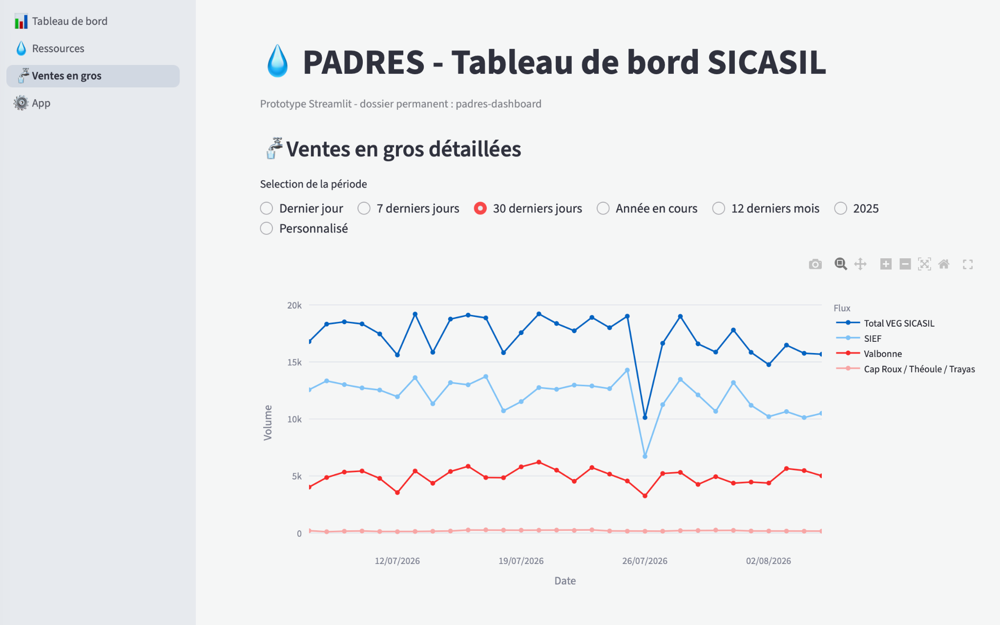 Tableau de bord
Ressources
Ventes en gros
App
PADRES - Tableau de bord SICASIL
Prototype Streamlit - dossier permanent : padres-dashboard
Ventes en gros détaillées
Selection de la période
Dernier jour 7 derniers jours 30 derniers jours Année en cours 12 derniers mois 2025
Personnalisé
20k
15k
10k
5k
0
Volume
12/07/2026 19/07/2026 26/07/2026 02/08/2026
Date
Flux
Total VEG SICASIL
SIEF
Valbonne
Cap Roux / Théoule / Trayas